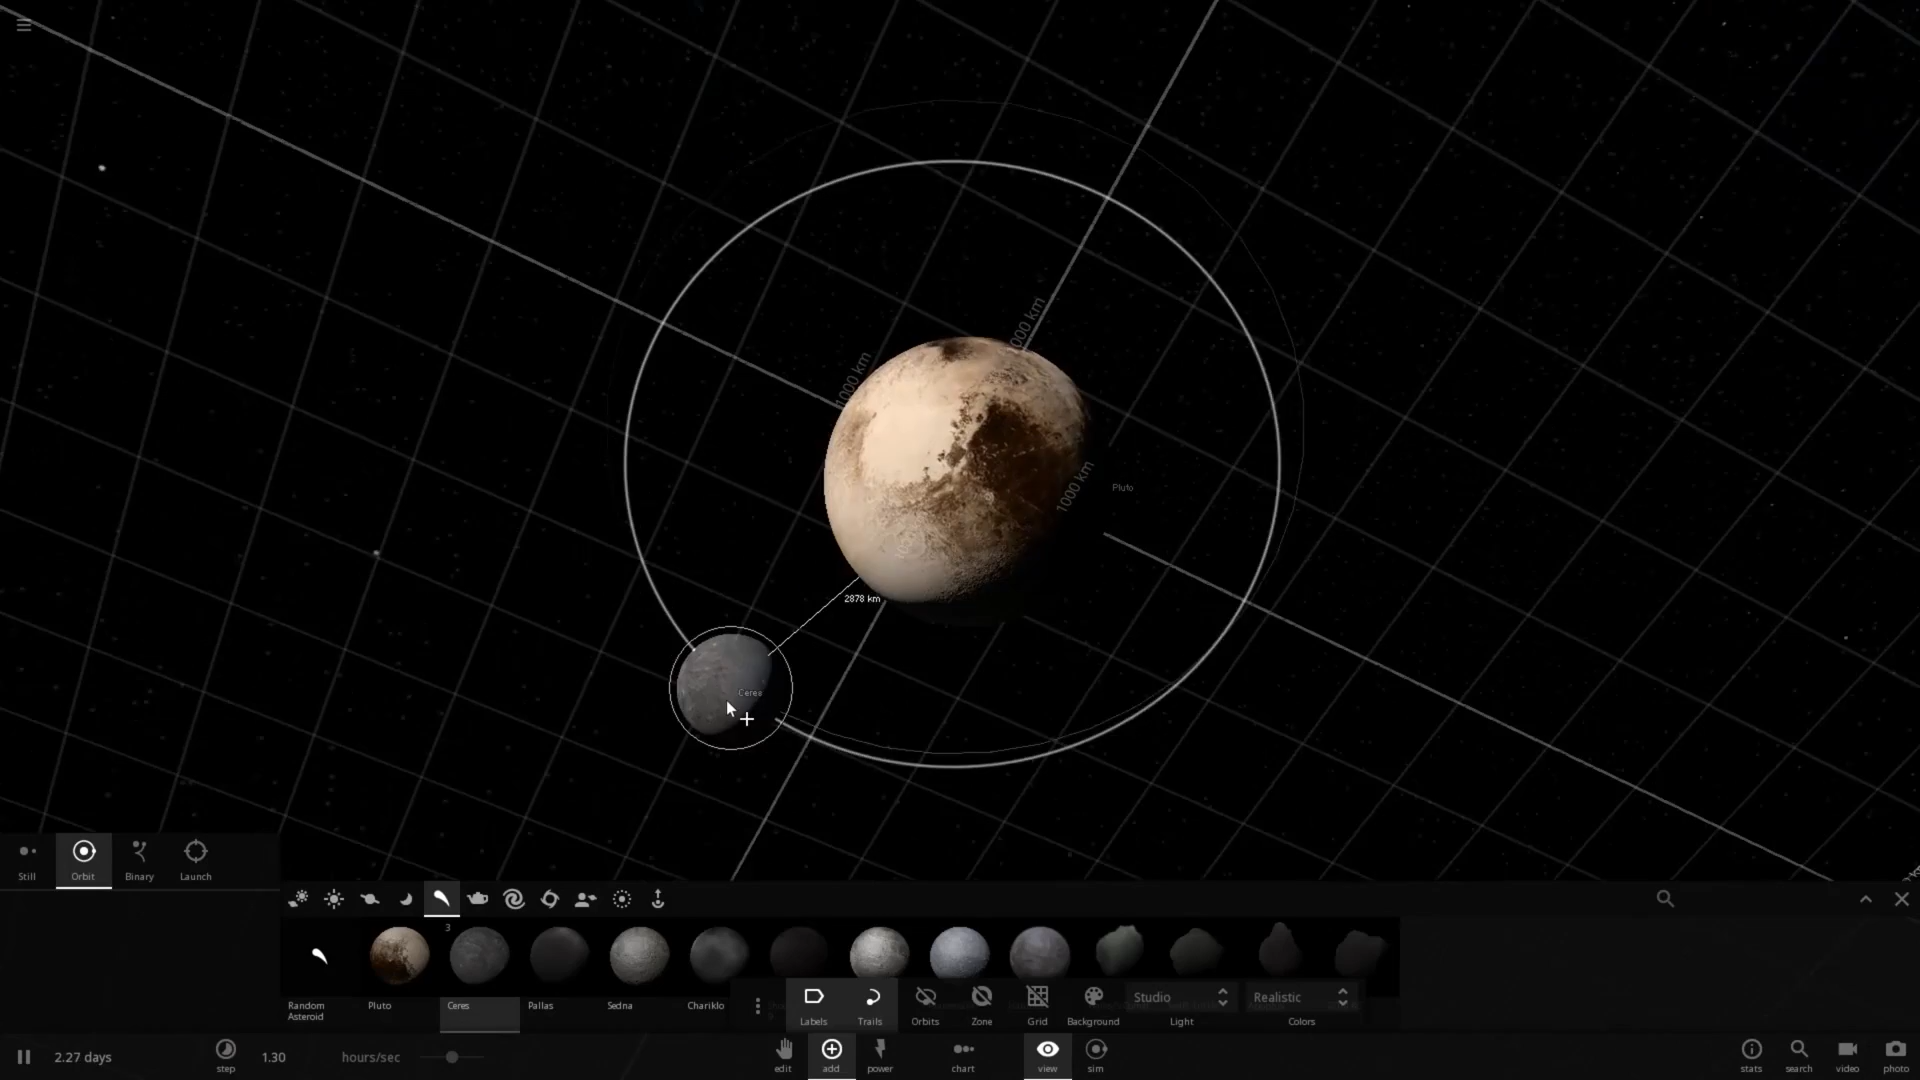 1000 km
1000 km
Pluto
2878 km
Ceres
Still
Orbit
Binary
Launch
3
Random
Asteroid
Pluto
Ceres
Pallas
Sedna
Chariklo
Labels
Trails
Orbits
Zone
Grid
Background
Studio
Light
Realistic
Colors
2.27 days
step
1.30
hours/sec
edit
add
power
chart
view
sim
stats
search
video
photo